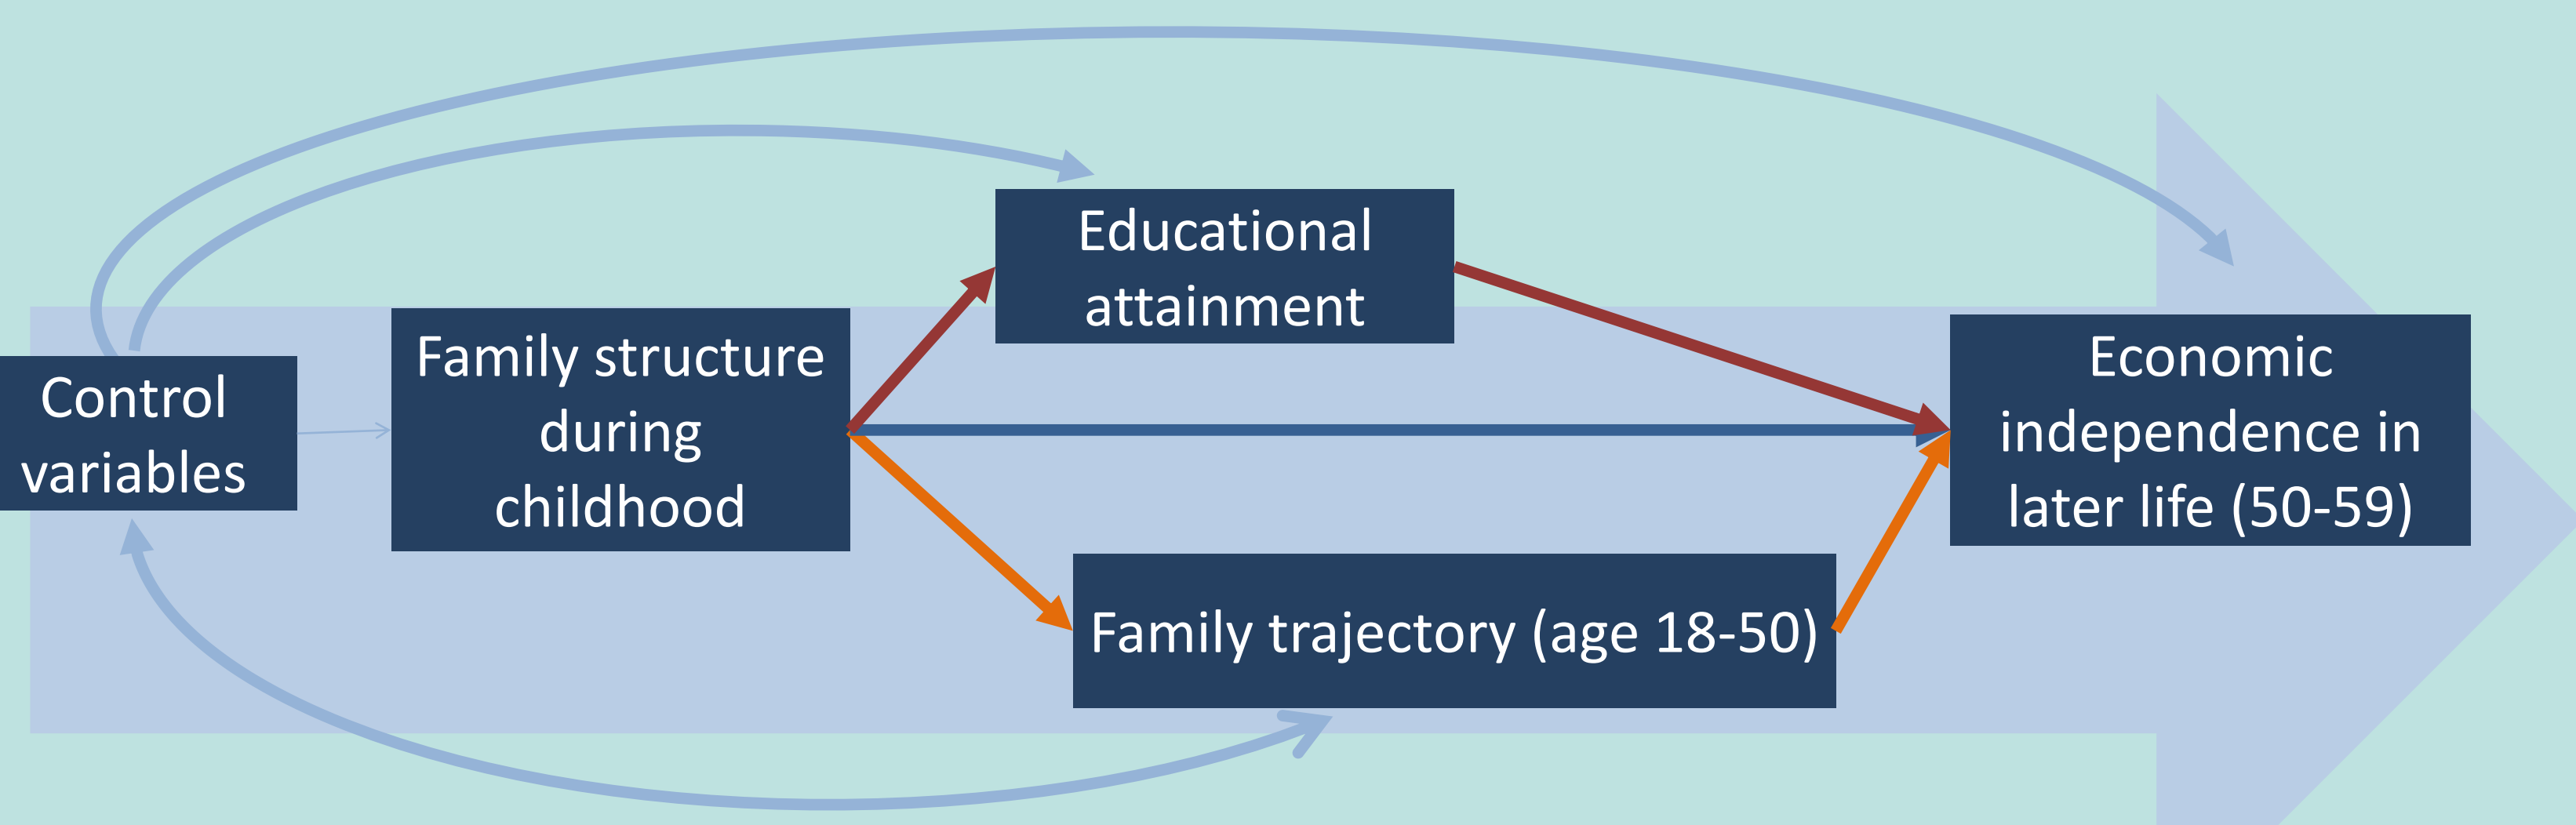 Control
variables
Family structure
during
childhood
Educational
attainment
Family trajectory (age 18-50)
Economic
independence in
later life (50-59)